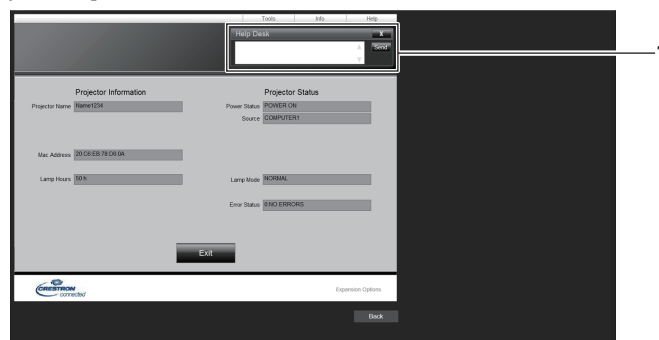 Tools Info Help
Help Desk X
Send
Projector Information Projector Status
Projector Name Name1234 Power Status POWER ON
Source COMPUTER1
Mac Address 20:C6:EB:79:D6:0A
Lamp Hours 50 h Lamp Mode NORMAL
Error Status 0:NO ERRORS
Exit
CRESTRON
connected Expansion Options
Back